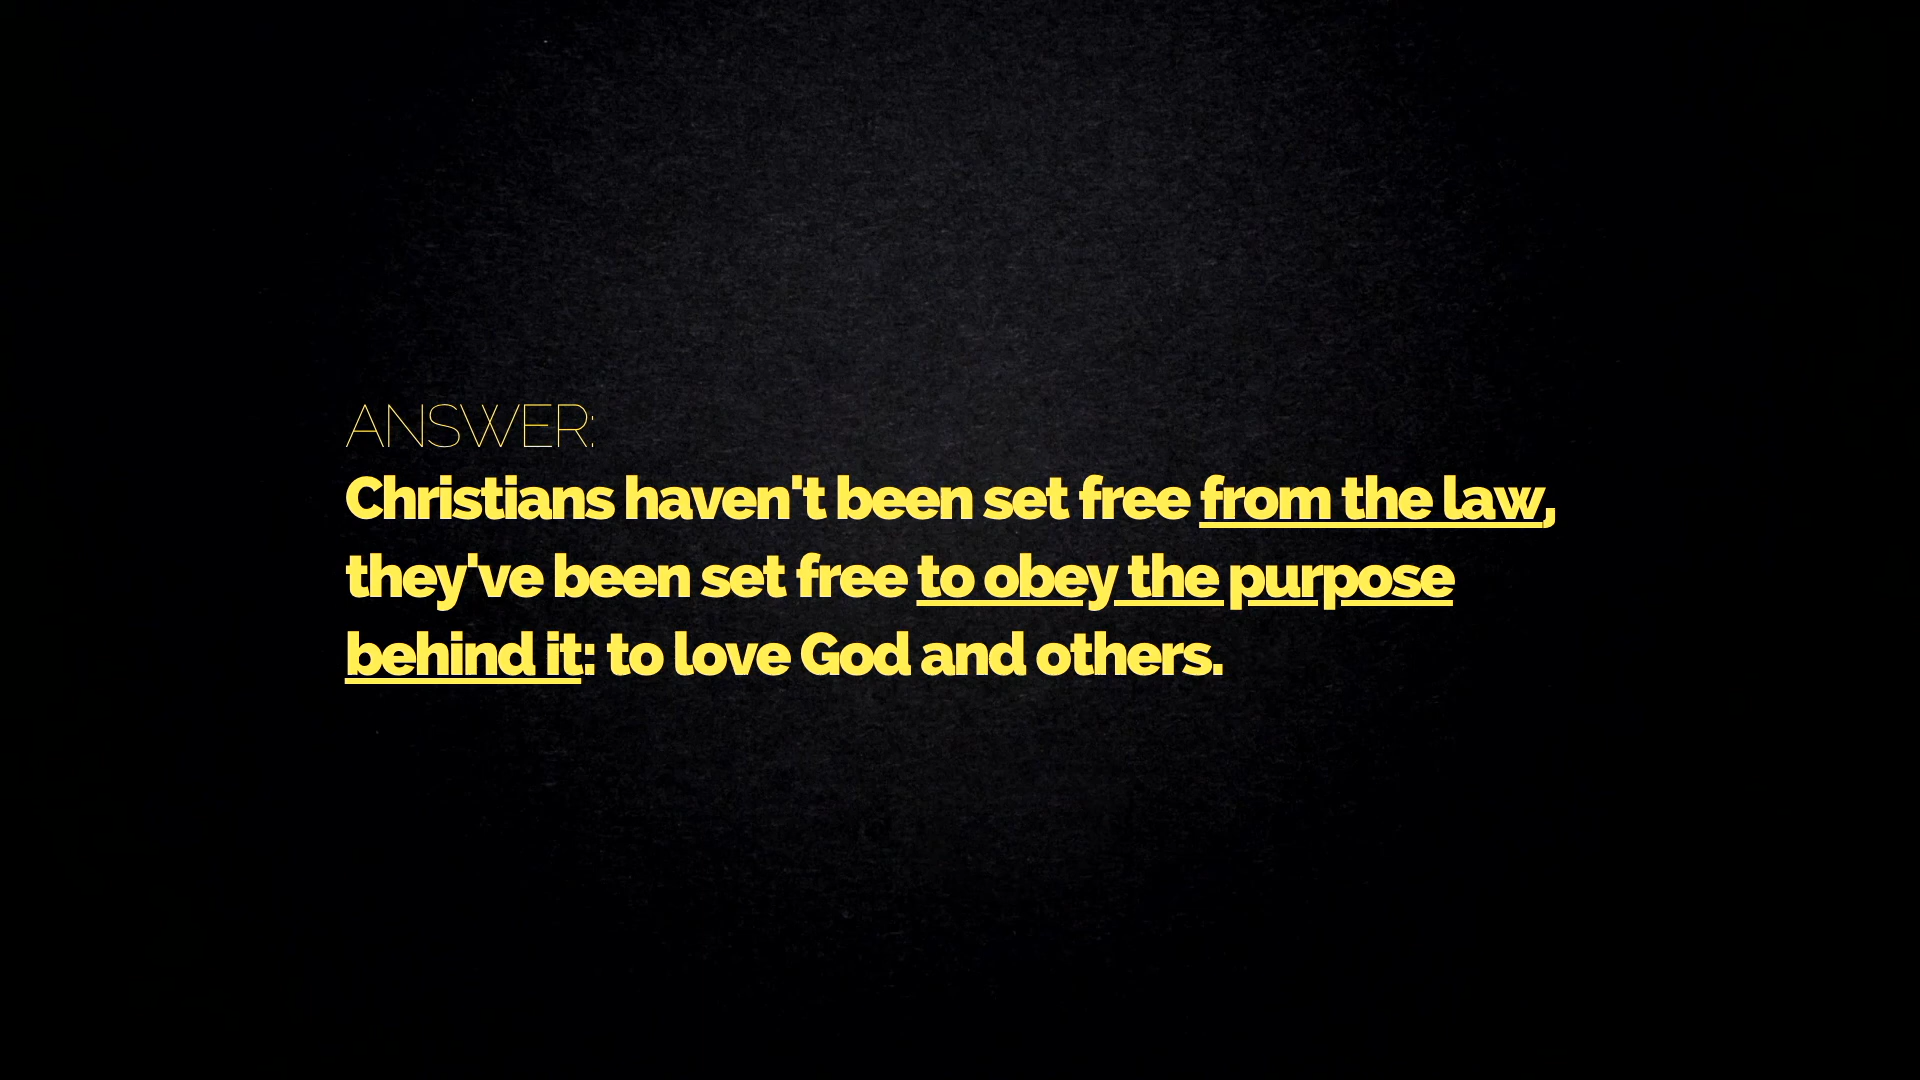 ANSWER:
Christians haven't been set free from the law,
they've been set free to obey the purpose
behind it: to love God and others.